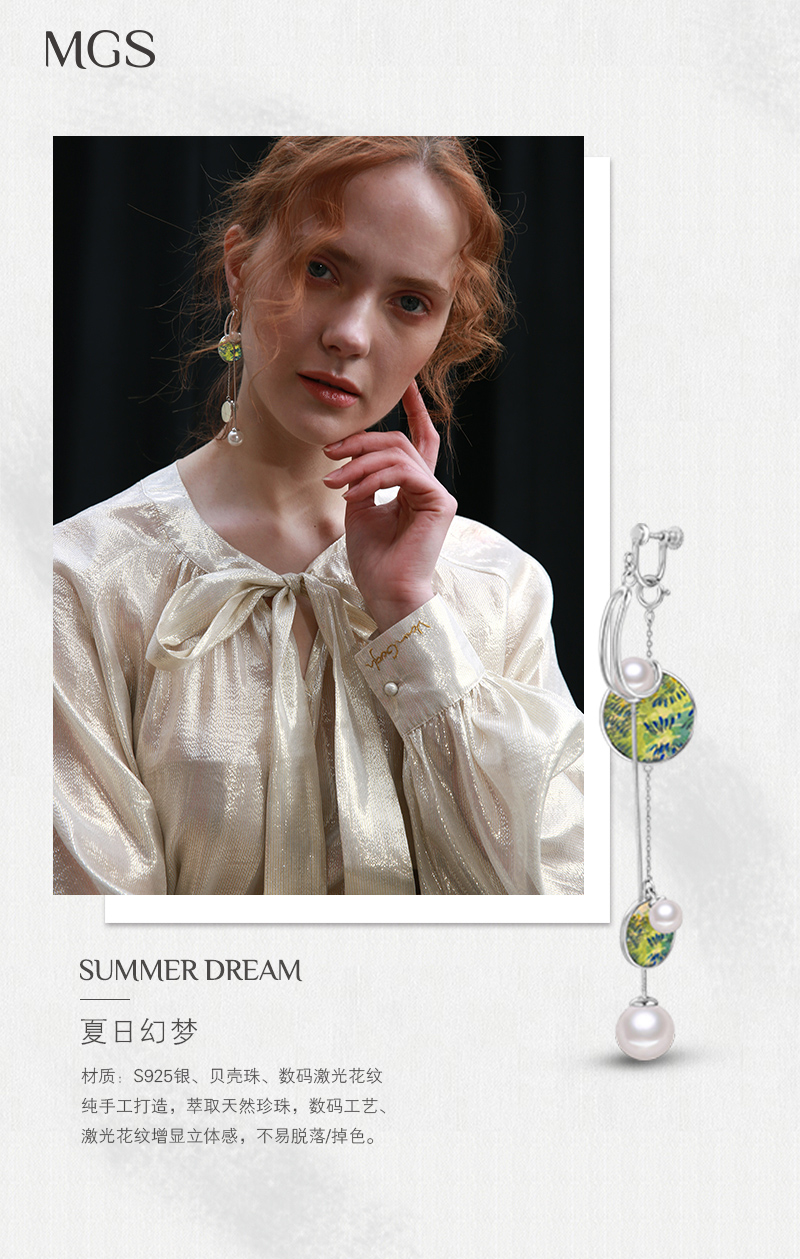 MGS
SUMMER DREAM
夏日幻梦
材质：S925银、贝壳珠、数码激光花纹
纯手工打造，萃取天然珍珠，数码工艺、
激光花纹增显立体感，不易脱落/掉色。